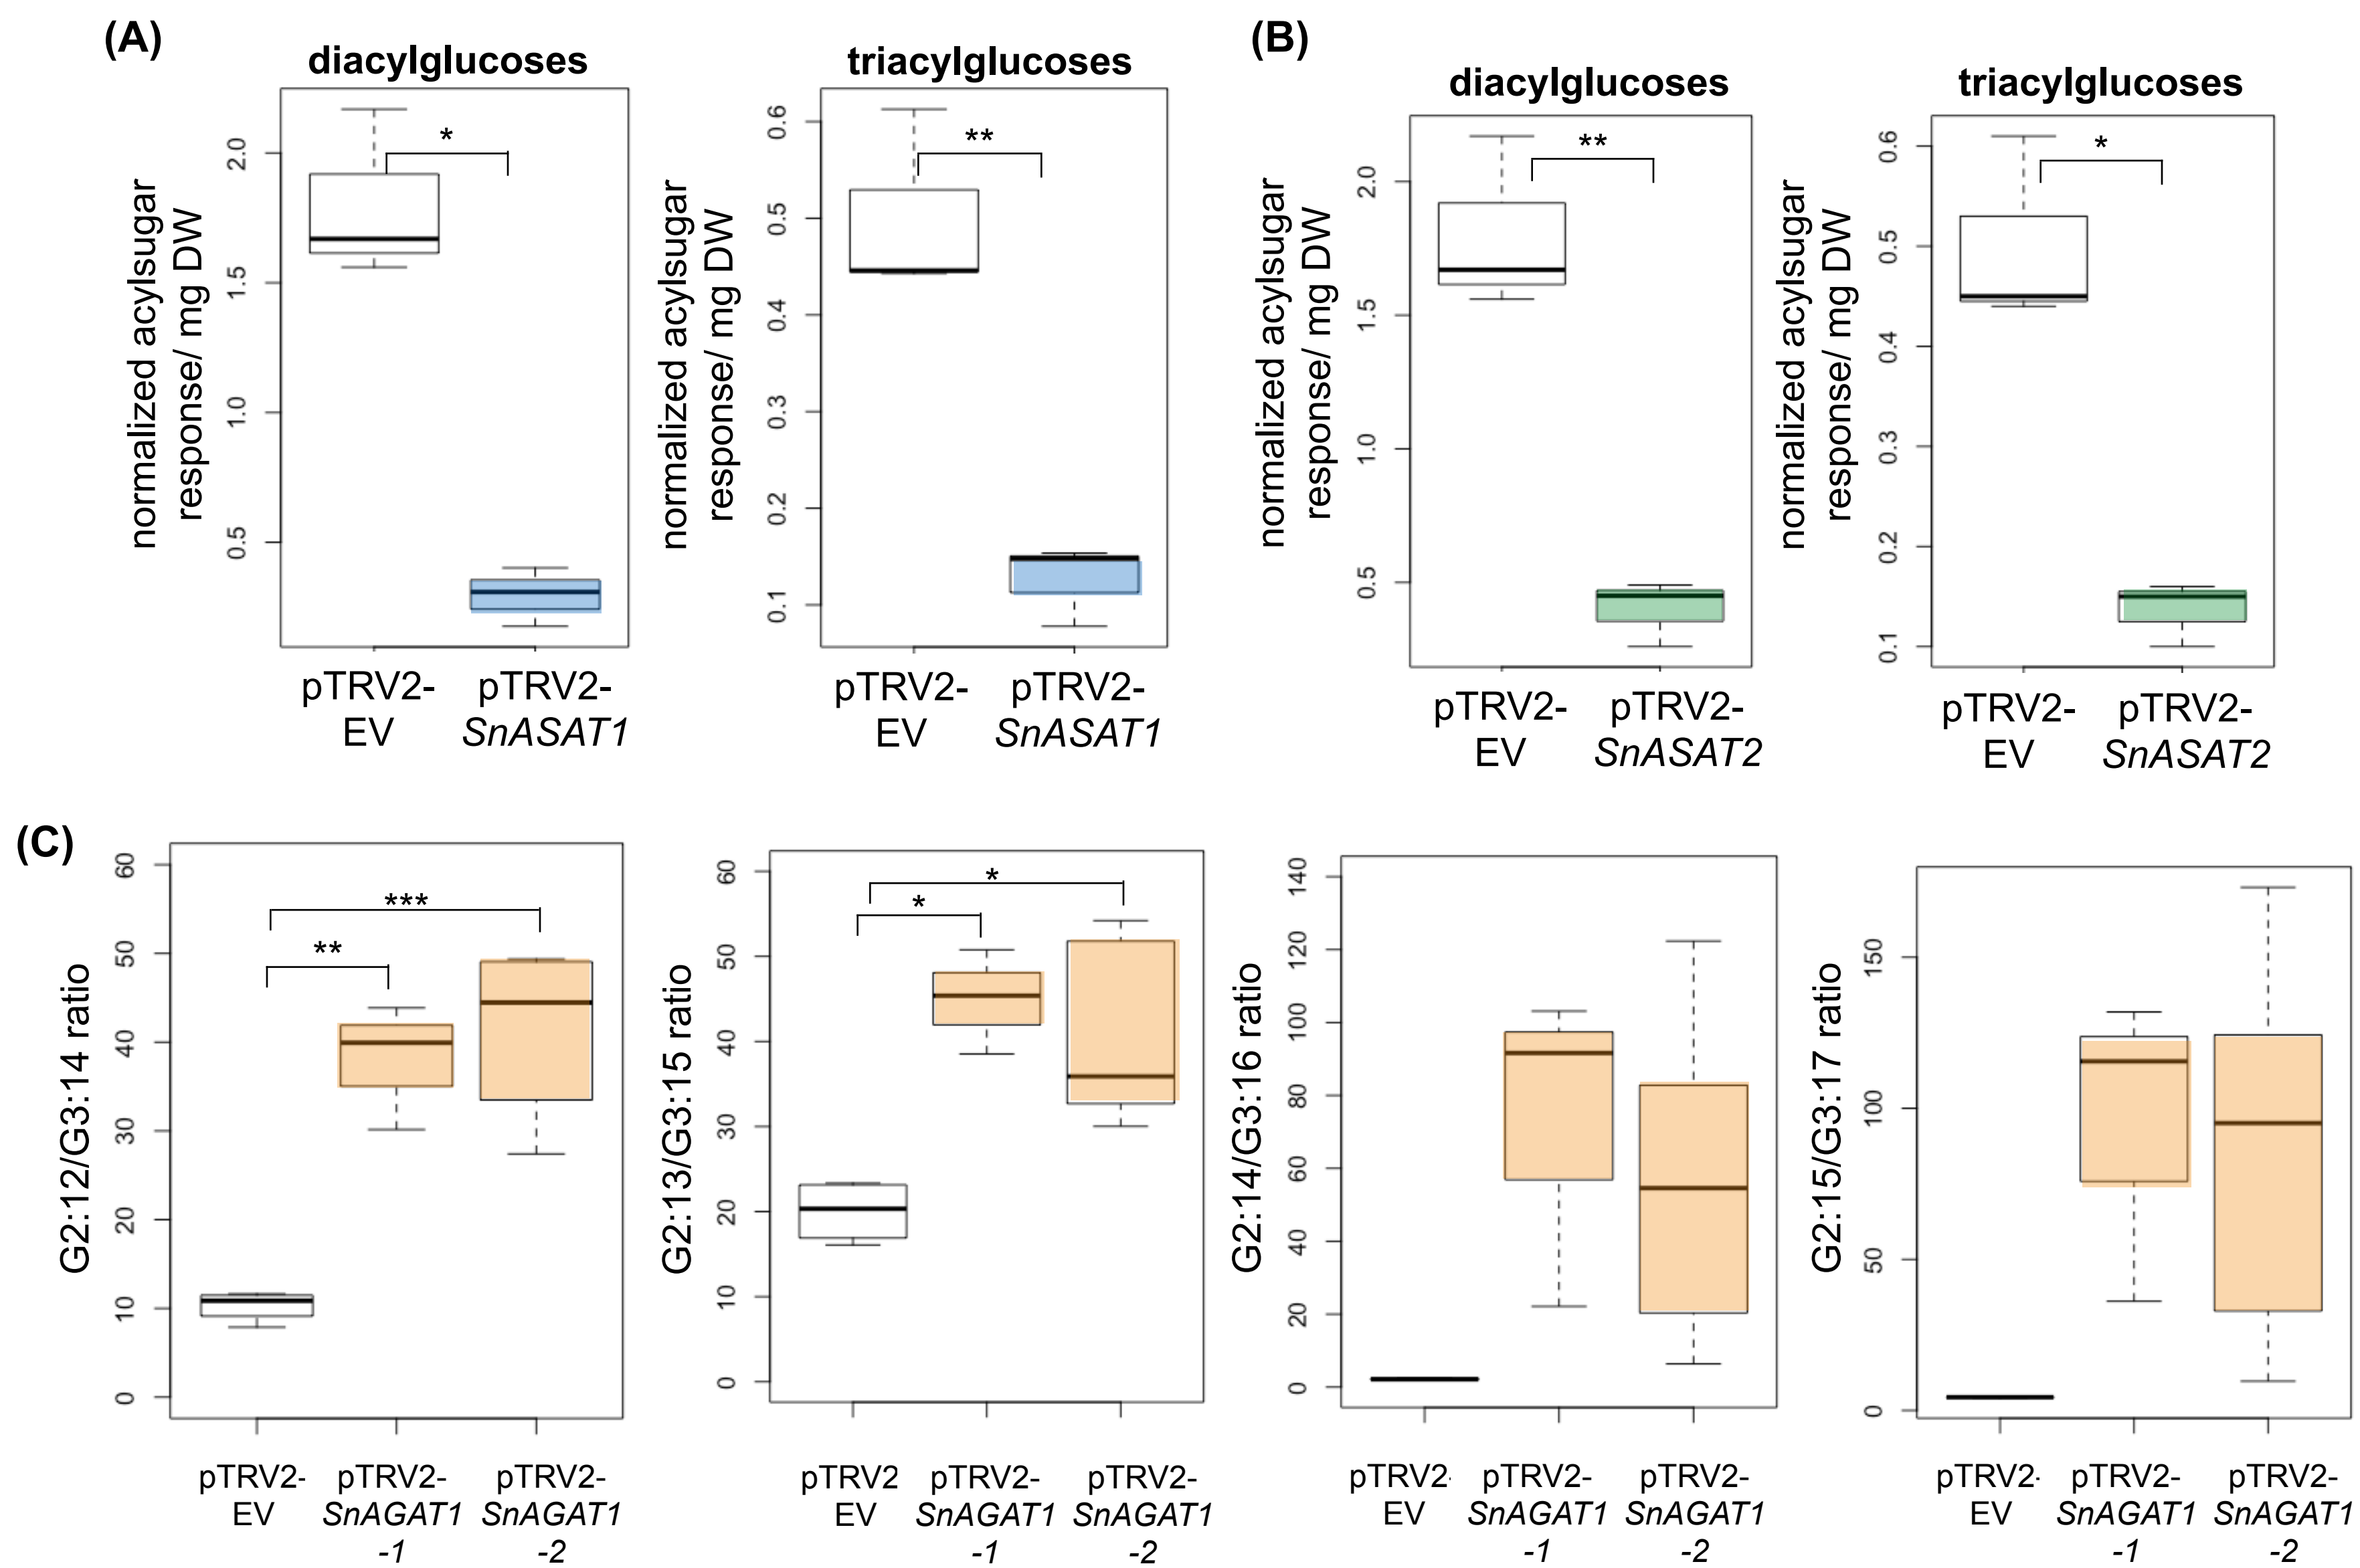 (A)
diacylglucoses
normalized acylsugar
response/ mg DW
2.0
1.5
1.0
0.5
*
pTRV2-
EV
pTRV2-
SnASAT1
triacylglucoses
normalized acylsugar
response/ mg DW
0.6
0.5
0.4
0.3
0.2
0.1
**
pTRV2-
EV
pTRV2-
SnASAT1
(B)
diacylglucoses
normalized acylsugar
response/ mg DW
2.0
1.5
1.0
0.5
**
pTRV2-
EV
pTRV2-
SnASAT2
triacylglucoses
normalized acylsugar
response/ mg DW
0.6
0.5
0.4
0.3
0.2
0.1
*
pTRV2-
EV
pTRV2-
SnASAT2
(C)
G2:12/G3:14 ratio
60
50
40
30
20
10
0
***
**
pTRV2-
EV
pTRV2-
SnAGAT1
-1
pTRV2-
SnAGAT1
-2
G2:13/G3:15 ratio
60
50
40
30
20
10
0
*
*
pTRV2
EV
pTRV2-
SnAGAT1
-1
pTRV2-
SnAGAT1
-2
G2:14/G3:16 ratio
140
120
100
80
60
40
20
0
pTRV2-
EV
pTRV2-
SnAGAT1
-1
pTRV2-
SnAGAT1
-2
G2:15/G3:17 ratio
150
100
50
0
pTRV2-
EV
pTRV2-
SnAGAT1
-1
pTRV2-
SnAGAT1
-2